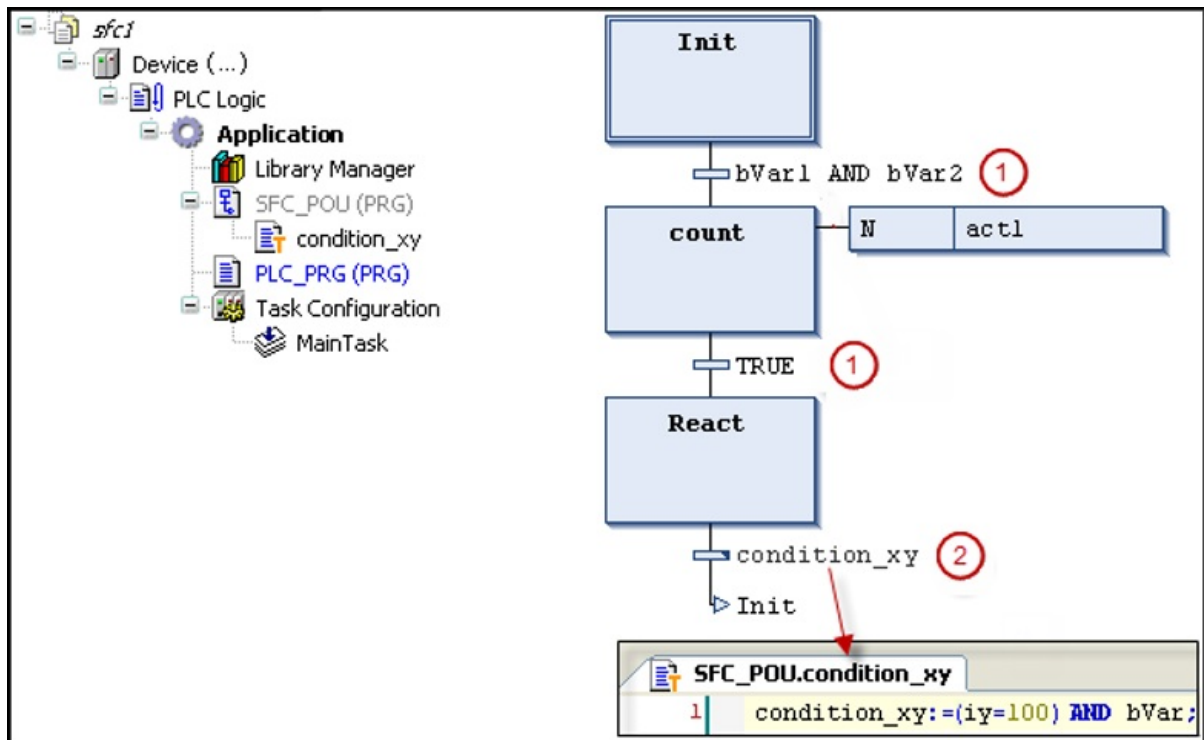 sfc1
Device (...)
PLC Logic
Application
Library Manager
SFC_POU (PRG)
condition_xy
PLC_PRG (PRG)
Task Configuration
MainTask
Init
bVar1 AND bVar2 1
count
N act1
TRUE 1
React
condition_xy 2
Init
SFC_POU.condition_xy
1 condition_xy:=(iy=100) AND bVar;